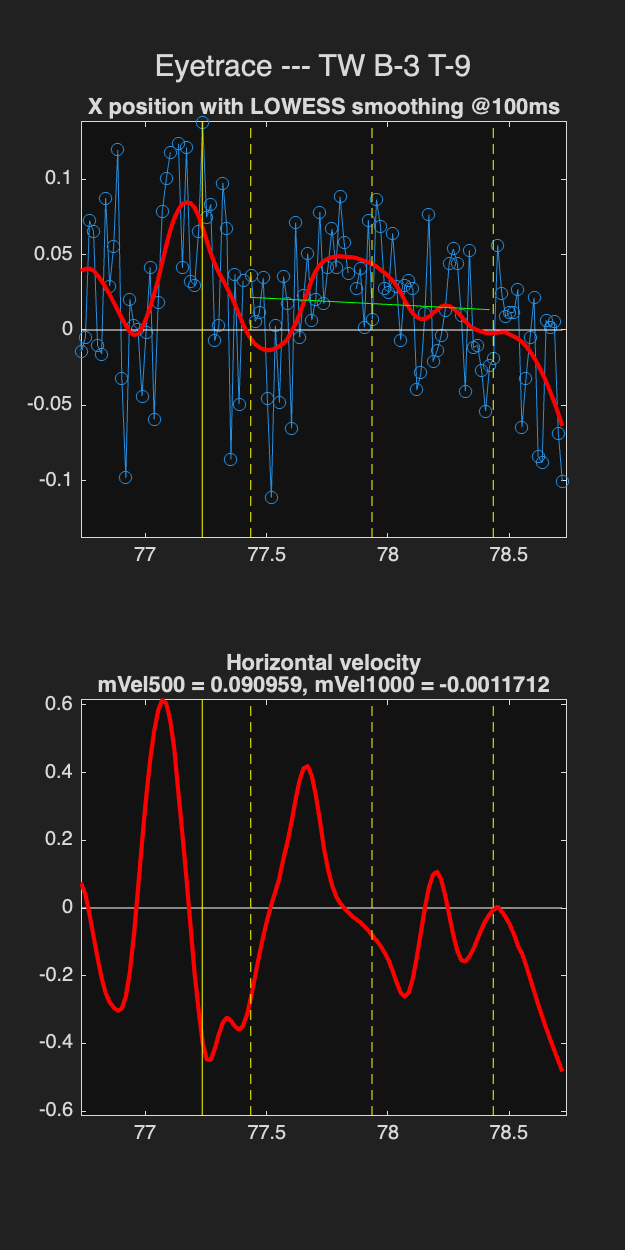 Eyetrace --- TW B-3 T-9
X position with LOWESS smoothing @100ms
0.1
0.05
0
-0.05
-0.1
77 77.5 78 78.5
Horizontal velocity
mVel500 = 0.090959, mVel1000 = -0.0011712
0.6
0.4
0.2
0
-0.2
-0.4
-0.6
77 77.5 78 78.5